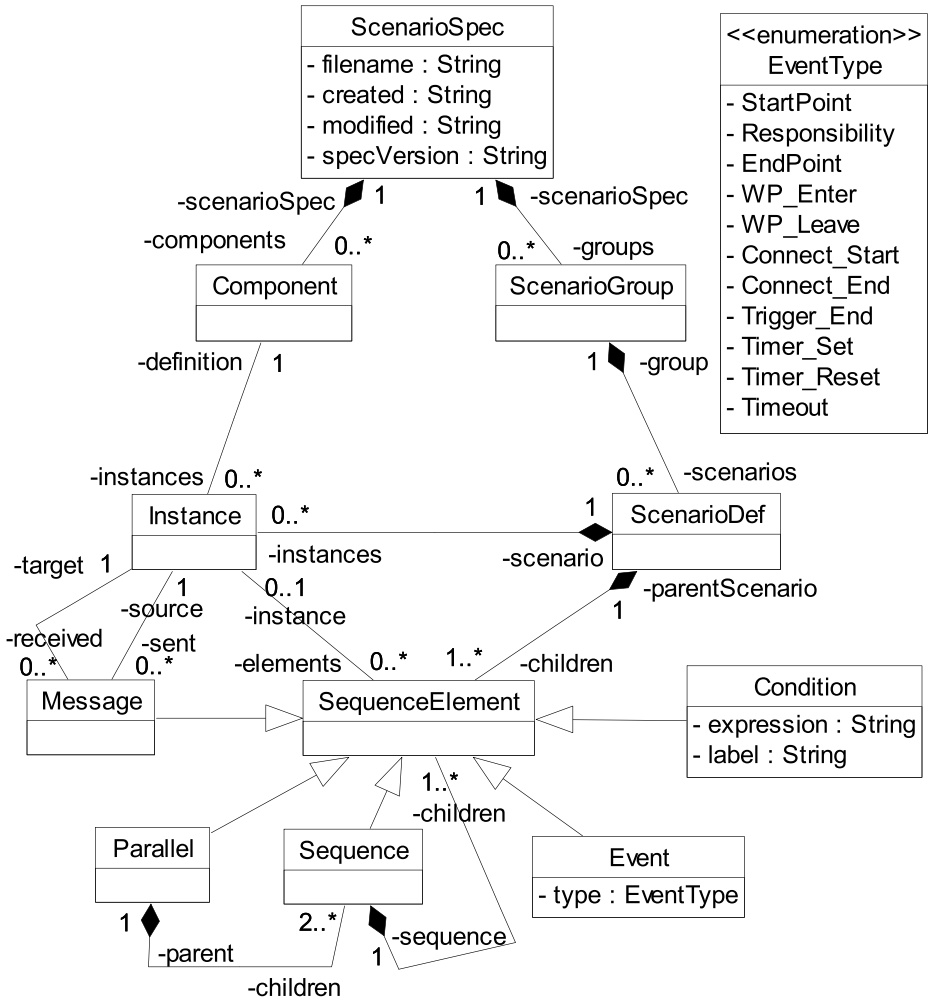 ScenarioSpec
- filename : String
- created : String
- modified : String
- specVersion : String
<<enumeration>>
EventType
- StartPoint
- Responsibility
- EndPoint
- WP_Enter
- WP_Leave
- Connect_Start
- Connect_End
- Trigger_End
- Timer_Set
- Timer_Reset
- Timeout
-scenarioSpec 1
1 -scenarioSpec
-components 0..*
0..* -groups
Component
ScenarioGroup
-definition 1
1 -group
-instances 0..*
0..* -scenarios
Instance
0..*
-instances
1
-scenario
ScenarioDef
-target 1
1
-source
0..1
-instance
-parentScenario
1
-received
0..*
-sent
0..*
-elements 0..*
1..* -children
Message
SequenceElement
Condition
- expression : String
- label : String
1..*
-children
Parallel
Sequence
Event
- type : EventType
1
-parent
2..*
-children
-sequence
1